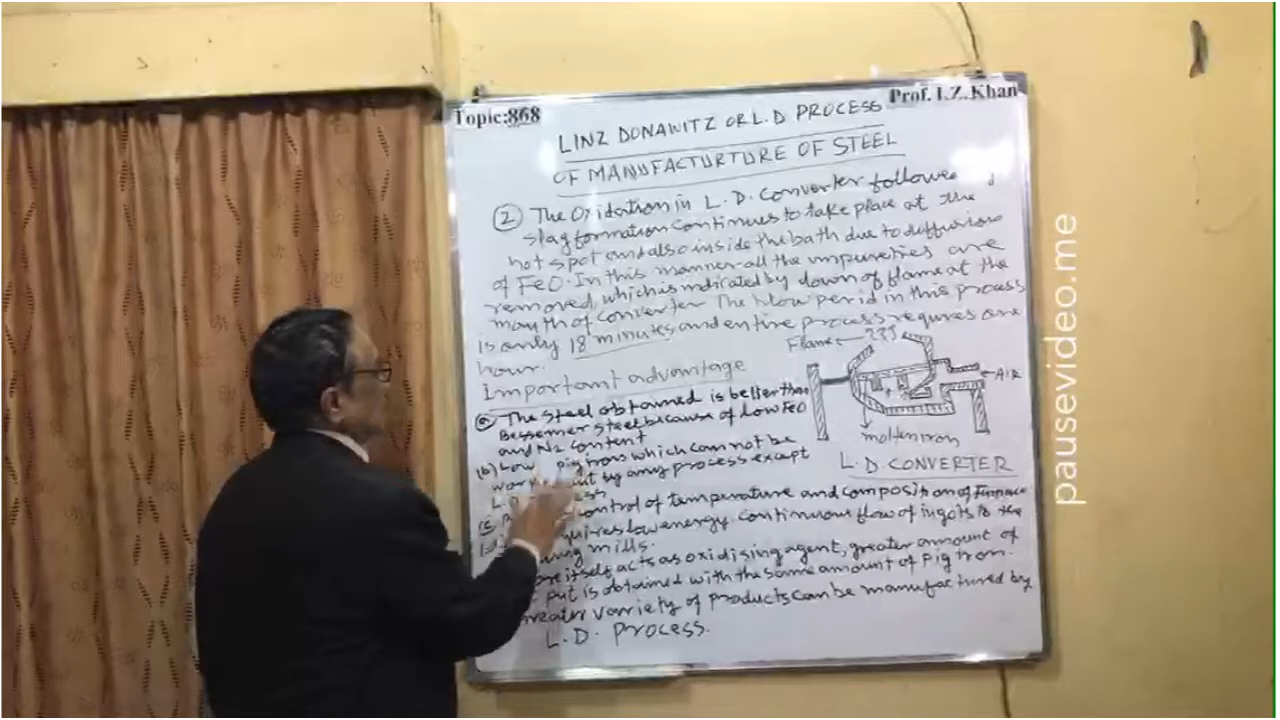 Topic:868
Prof. I.Z.Khan
LINZ DONAWITZ OR L.D PROCESS
OF MANUFACTURTURE OF STEEL
(2) The Oxidation in L.D. Converter followed
slag formation continues to take place at the
hot spot and also inside the bath due to diffusion
of FeO. In this manner all the impureties are
removed, which is indicated by down of flame at the
mouth of converter. The blow period in this process
is only 18 minutes and entire process requires one
hour.
Important advantage
(a) The steel obtained is better than
Bessemer steel because of low FeO
and N2 content
(b) Low pig iron which can not be
out by any process except
L.D.
(c) control of temperature and composition of Furnace
low energy. continuous flow of ingots to the
mills.
itself acts as oxidising agent, greater amount of
put is obtained with the same amount of pig iron.
greater variety of products can be manufactured by
L.D. Process.
Flame
AIR
molten iron
L.D. CONVERTER
pausevideo.me